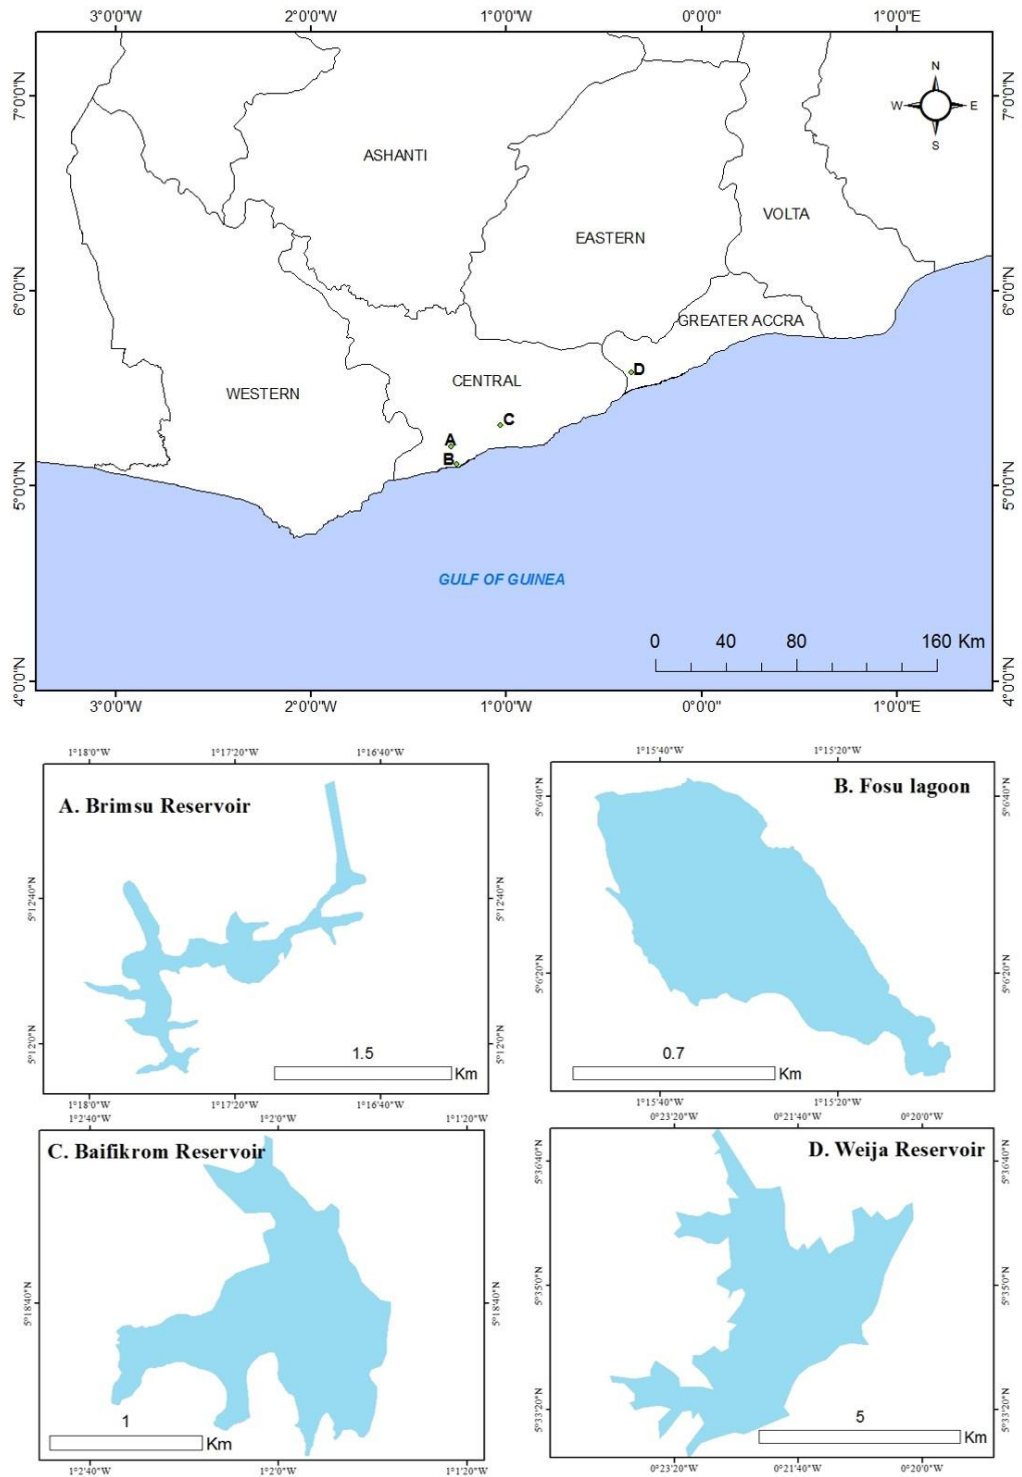 3°0'0"W 2°0'0"W 1°0'0"W 0°0'0" 1°0'0"E
7°0'0"N 7°0'0"N
N
W E
S
ASHANTI
VOLTA
EASTERN
6°0'0"N 6°0'0"N
GREATER ACCRA
D
CENTRAL
WESTERN
C
A
B
5°0'0"N 5°0'0"N
GULF OF GUINEA
0 40 80 160 Km
4°0'0"N 4°0'0"N
3°0'0"W 2°0'0"W 1°0'0"W 0°0'0" 1°0'0"E
1°18'0"W 1°17'20"W 1°16'40"W
A. Brimsu Reservoir
5°12'40"N 5°12'40"N
5°12'0"N 5°12'0"N
1.5
Km
1°18'0"W 1°17'20"W 1°16'40"W
1°15'40"W 1°15'20"W
B. Fosu lagoon
5°6'40"N 5°6'40"N
5°6'20"N 5°6'20"N
0.7
Km
1°15'40"W 1°15'20"W
1°2'40"W 1°2'0"W 1°1'20"W
C. Baifikrom Reservoir
5°18'40"N 5°18'40"N
1
Km
1°2'40"W 1°2'0"W 1°1'20"W
0°23'20"W 0°21'40"W 0°20'0"W
D. Weija Reservoir
5°36'40"N 5°36'40"N
5°35'0"N 5°35'0"N
5°33'20"N 5°33'20"N
5
Km
0°23'20"W 0°21'40"W 0°20'0"W